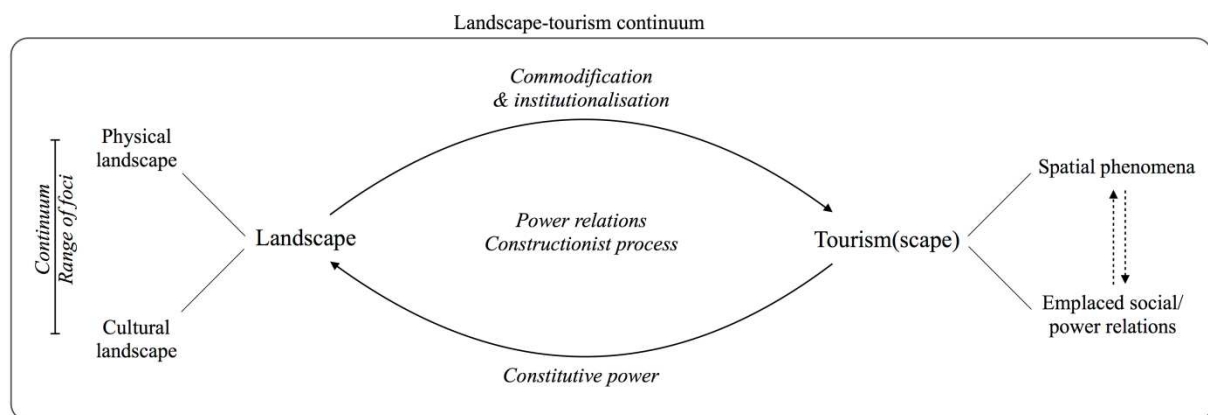 Landscape-tourism continuum
Commodification
& institutionalisation
Physical
landscape
Continuum
Range of foci
Landscape
Cultural
landscape
Power relations
Constructionist process
Tourism(scape)
Spatial phenomena
Emplaced social/
power relations
Constitutive power